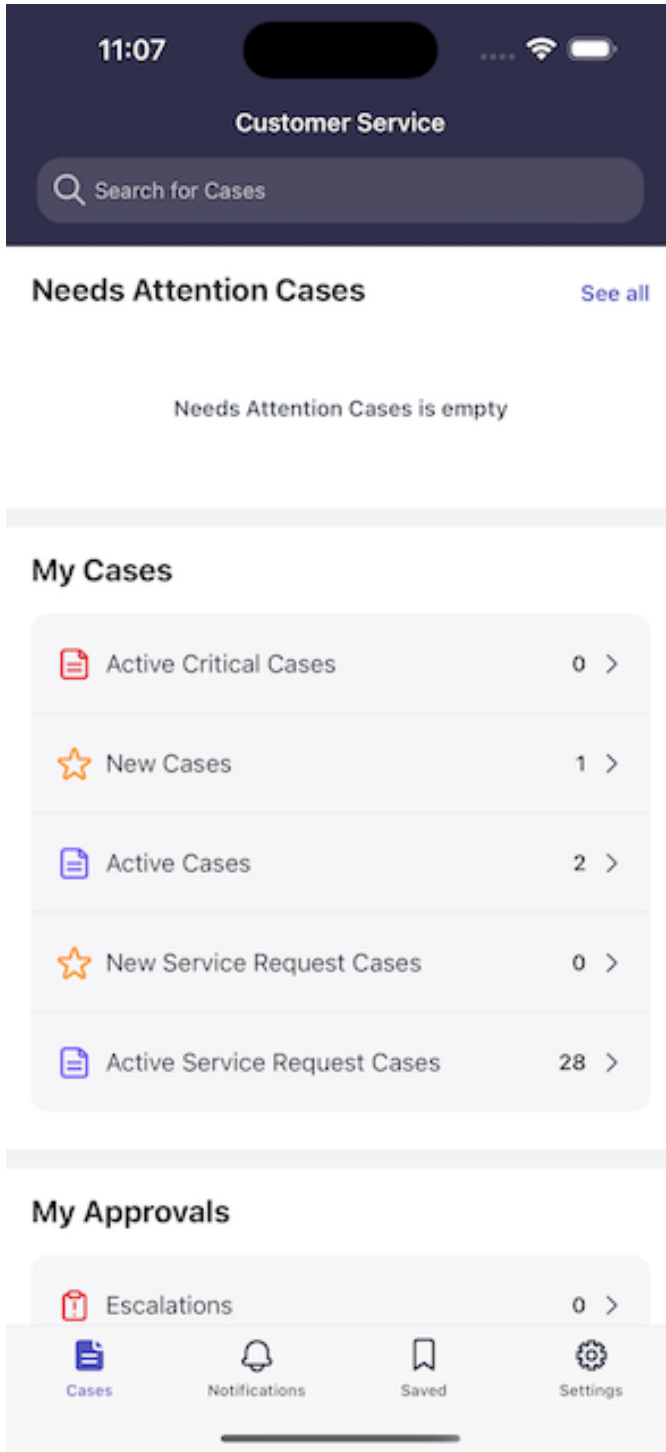 11:07
Customer Service
Search for Cases
Needs Attention Cases See all
Needs Attention Cases is empty
My Cases
Active Critical Cases 0
New Cases 1
Active Cases 2
New Service Request Cases 0
Active Service Request Cases 28
My Approvals
Escalations 0
Cases Notifications Saved Settings